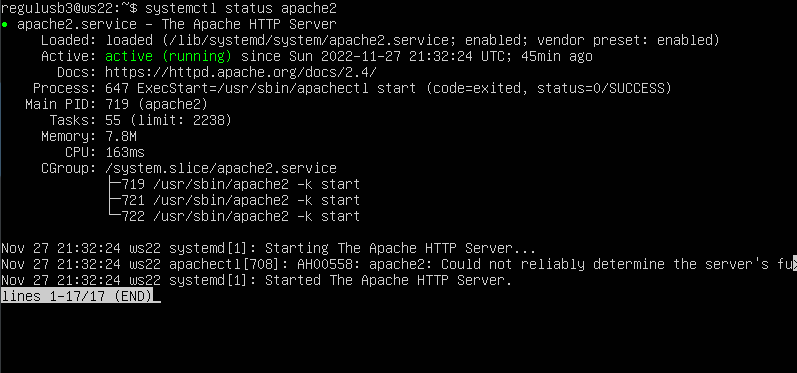 regulusb3@ws22:~$ systemctl status apache2
● apache2.service – The Apache HTTP Server
     Loaded: loaded (/lib/systemd/system/apache2.service; enabled; vendor preset: enabled)
     Active: active (running) since Sun 2022-11-27 21:32:24 UTC; 45min ago
       Docs: https://httpd.apache.org/docs/2.4/
    Process: 647 ExecStart=/usr/sbin/apachectl start (code=exited, status=0/SUCCESS)
   Main PID: 719 (apache2)
      Tasks: 55 (limit: 2238)
     Memory: 7.8M
        CPU: 163ms
     CGroup: /system.slice/apache2.service
             ├─719 /usr/sbin/apache2 -k start
             ├─721 /usr/sbin/apache2 -k start
             └─722 /usr/sbin/apache2 -k start

Nov 27 21:32:24 ws22 systemd[1]: Starting The Apache HTTP Server...
Nov 27 21:32:24 ws22 apachectl[708]: AH00558: apache2: Could not reliably determine the server's fu>
Nov 27 21:32:24 ws22 systemd[1]: Started The Apache HTTP Server.
lines 1-17/17 (END)